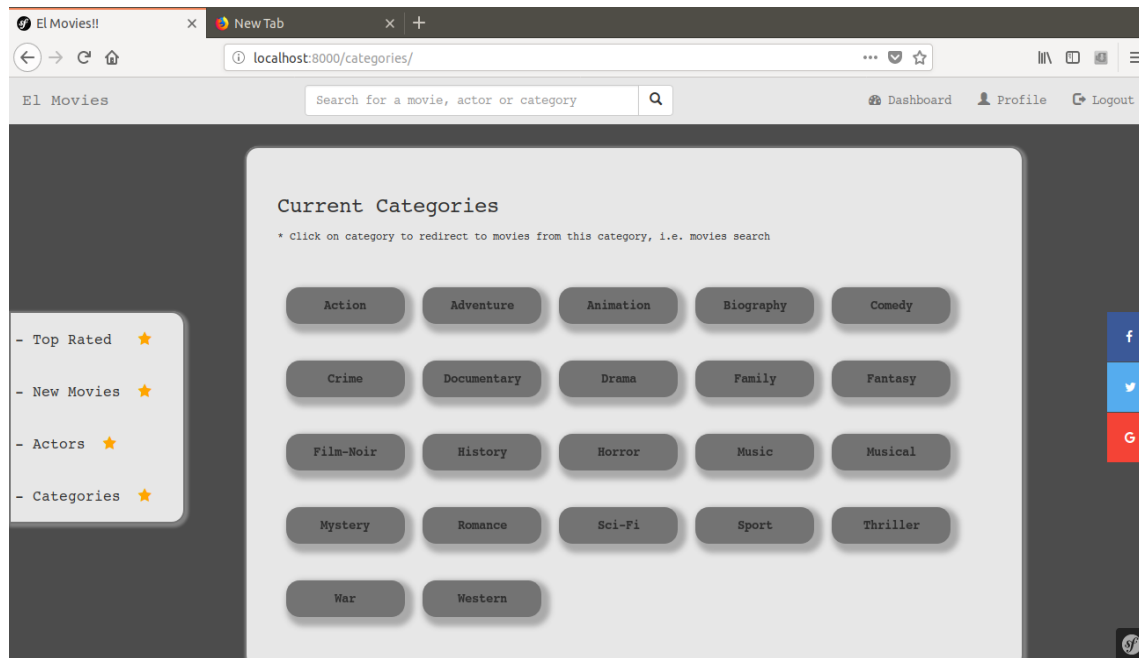 El Movies!!
New Tab
localhost:8000/categories/
El Movies
Search for a movie, actor or category
Dashboard
Profile
Logout
Current Categories
* Click on category to redirect to movies from this category, i.e. movies search
Action Adventure Animation Biography Comedy
Crime Documentary Drama Family Fantasy
Film-Noir History Horror Music Musical
Mystery Romance Sci-Fi Sport Thriller
War Western
- Top Rated
- New Movies
- Actors
- Categories
f
G
sf